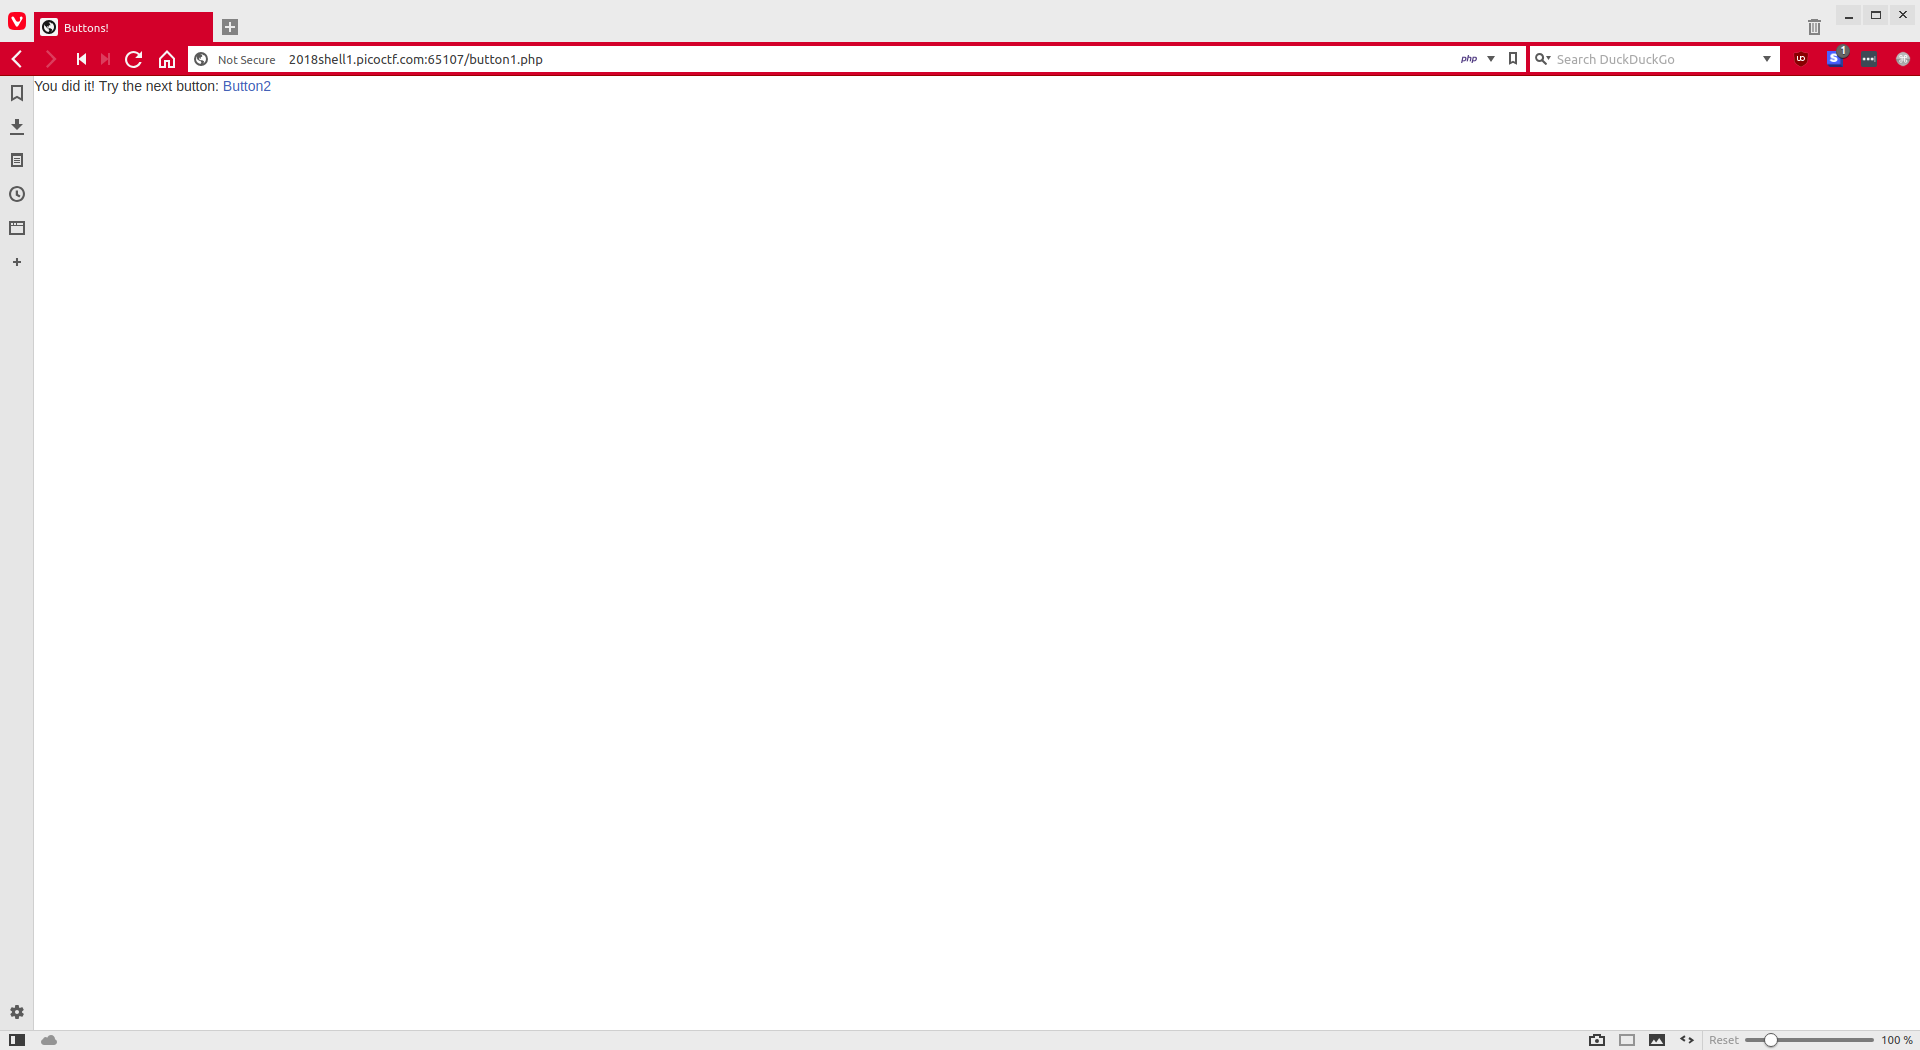 Buttons!
Not Secure 2018shell1.picoctf.com:65107/button1.php php Search DuckDuckGo UD S 1
You did it! Try the next button: Button2
Reset 100 %